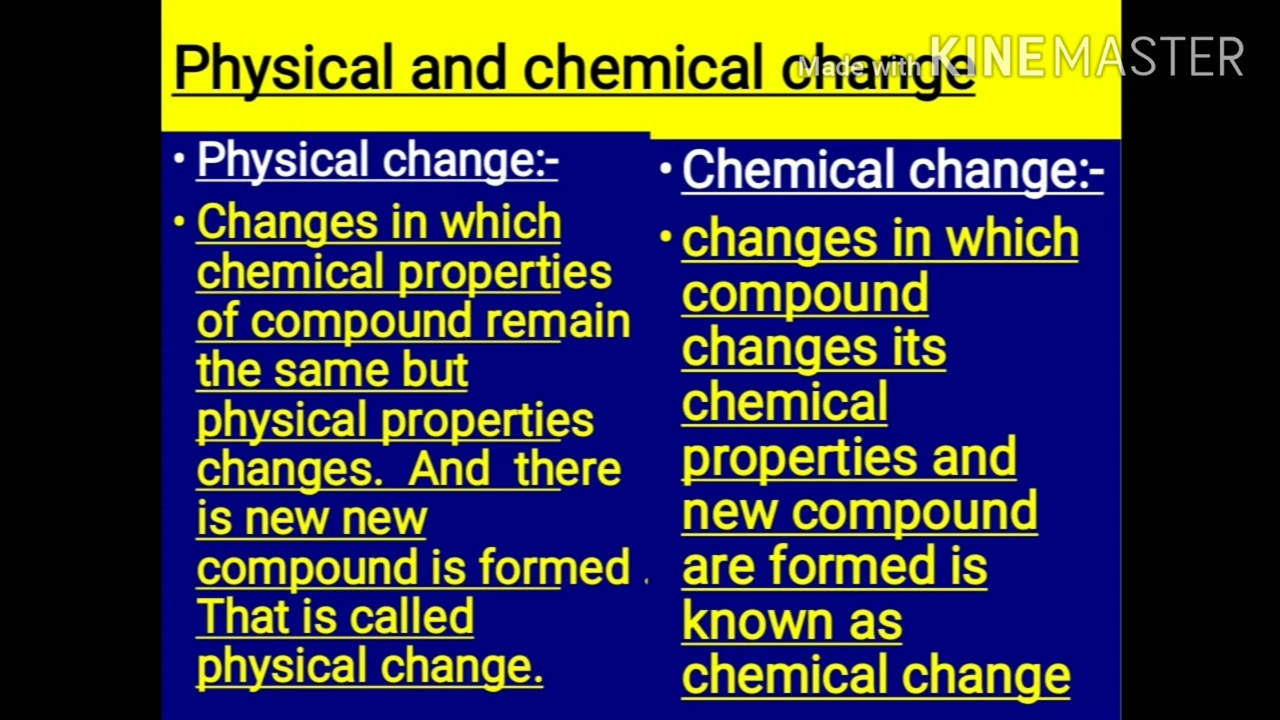 Physical and chemical change
Made with KINEMASTER
• Physical change:-
• Changes in which
chemical properties
of compound remain
the same but
physical properties
changes. And there
is new new
compound is formed .
That is called
physical change.
• Chemical change:-
• changes in which
compound
changes its
chemical
properties and
new compound
are formed is
known as
chemical change